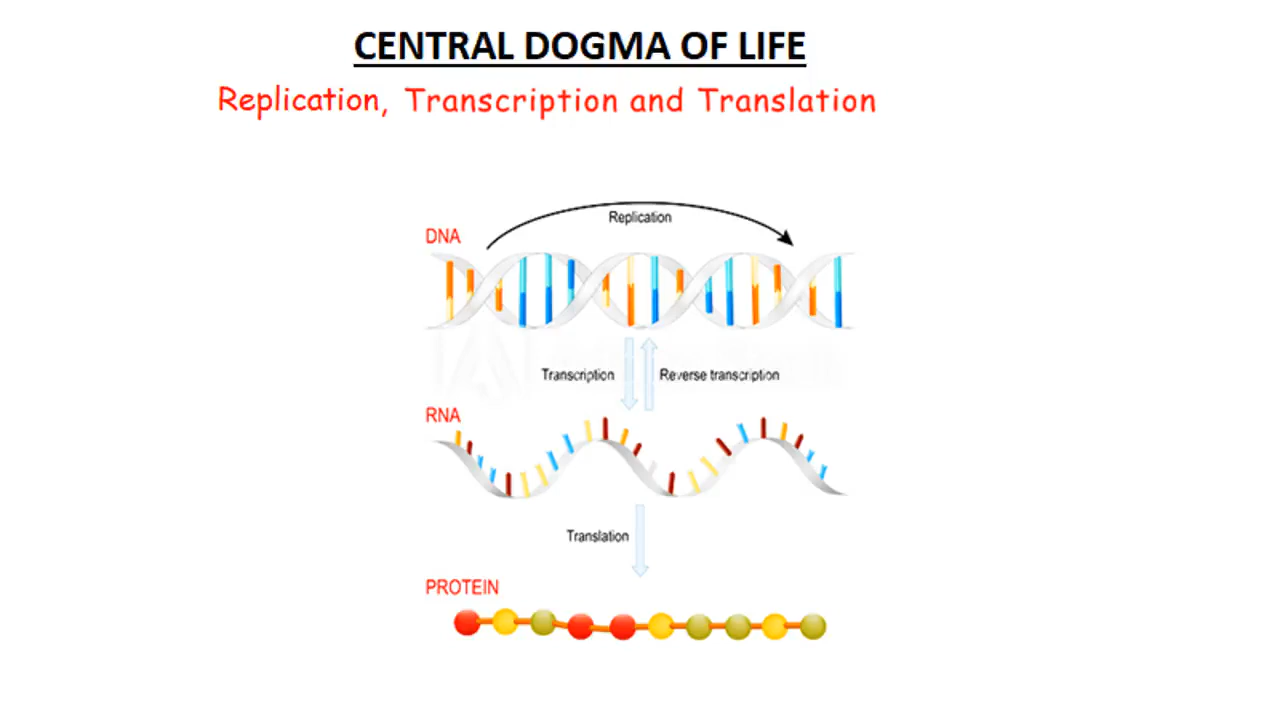 CENTRAL DOGMA OF LIFE
Replication, Transcription and Translation
Replication
DNA
Transcription
Reverse transcription
RNA
Translation
PROTEIN